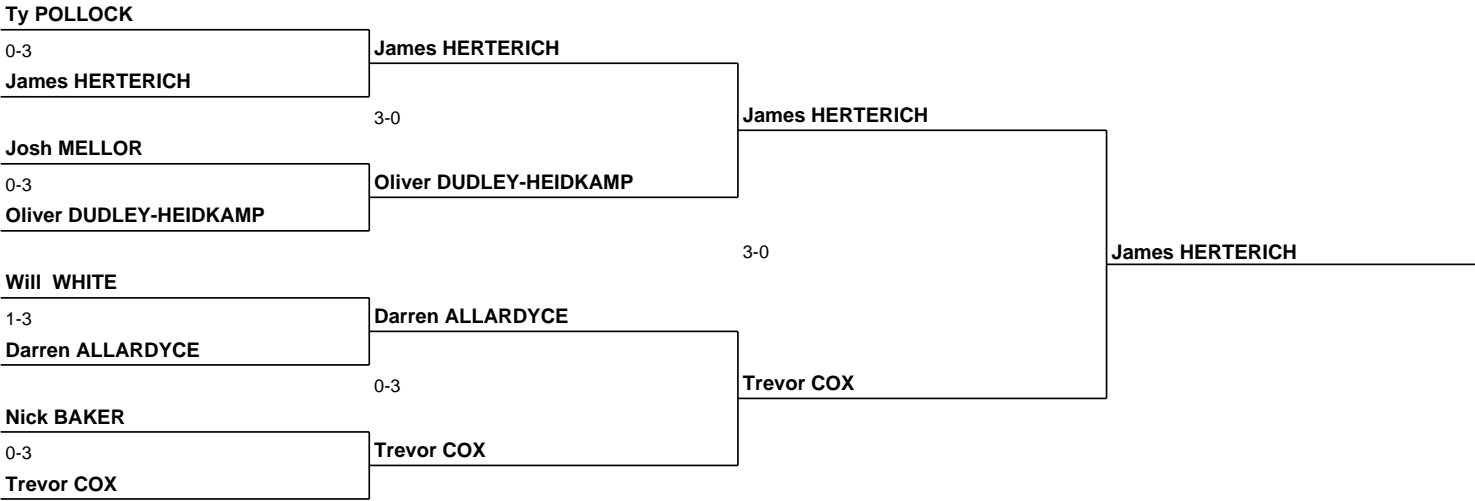 Ty POLLOCK
0-3
James HERTERICH
James HERTERICH
3-0
James HERTERICH
Josh MELLOR
0-3
Oliver DUDLEY-HEIDKAMP
Oliver DUDLEY-HEIDKAMP
3-0
James HERTERICH
Will  WHITE
1-3
Darren ALLARDYCE
Darren ALLARDYCE
0-3
Trevor COX
Nick BAKER
0-3
Trevor COX
Trevor COX